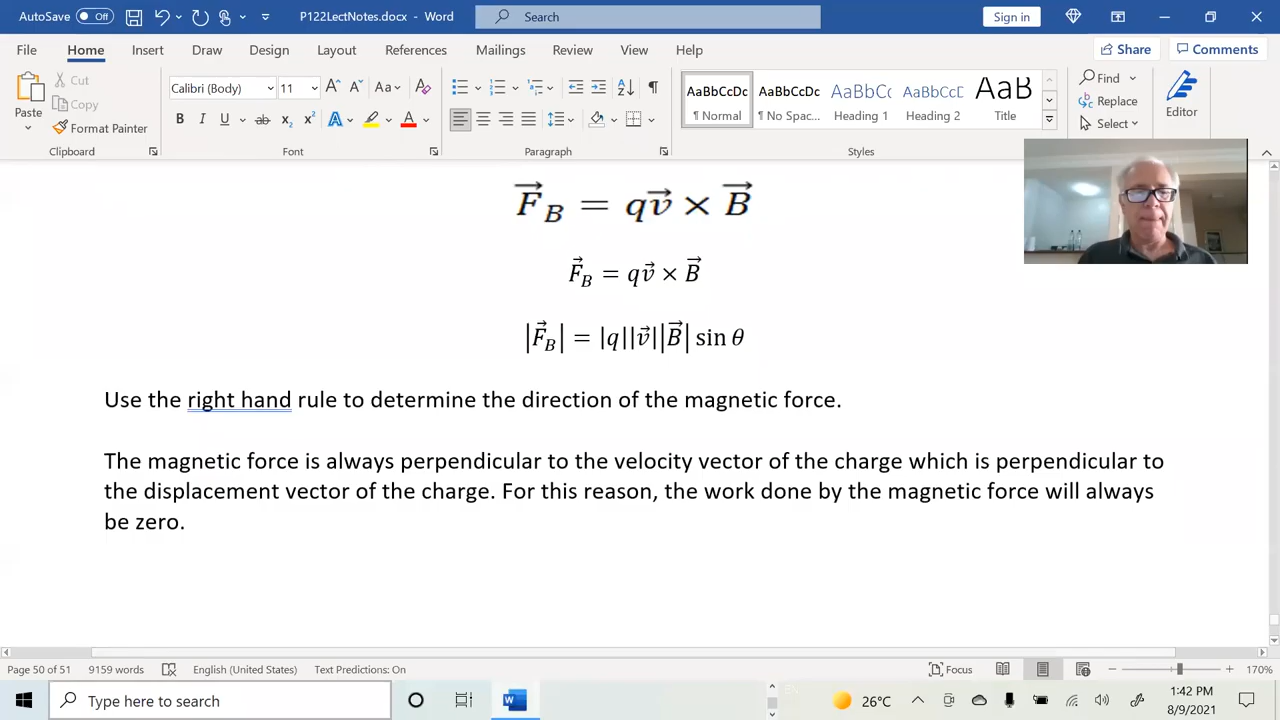 AutoSave Off P122LectNotes.docx - Word Search Sign in
File Home Insert Draw Design Layout References Mailings Review View Help Share Comments
Paste Cut Copy Format Painter Clipboard
Calibri (Body) 11 A A Aa A B I U ab x₂ x² A A Font
Paragraph
AaBbCcDc ¶ Normal AaBbCcDc ¶ No Spac... AaBbCc Heading 1 AaBbCcD Heading 2 AaB Title Styles
Find Replace Select Editor
F⃗_B = qv⃗ × B⃗
F⃗_B = qv⃗ × B⃗
|F⃗_B| = |q||v⃗||B⃗| sin θ
Use the right hand rule to determine the direction of the magnetic force.
The magnetic force is always perpendicular to the velocity vector of the charge which is perpendicular to
the displacement vector of the charge. For this reason, the work done by the magnetic force will always
be zero.
Page 50 of 51 9159 words English (United States) Text Predictions: On Focus 170%
Type here to search 26°C 1:42 PM
8/9/2021